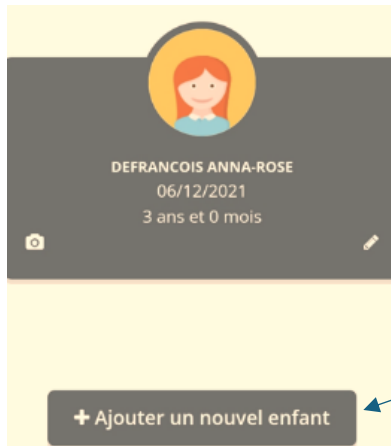 DEFRANCOIS ANNA-ROSE
06/12/2021
3 ans et 0 mois
+ Ajouter un nouvel enfant